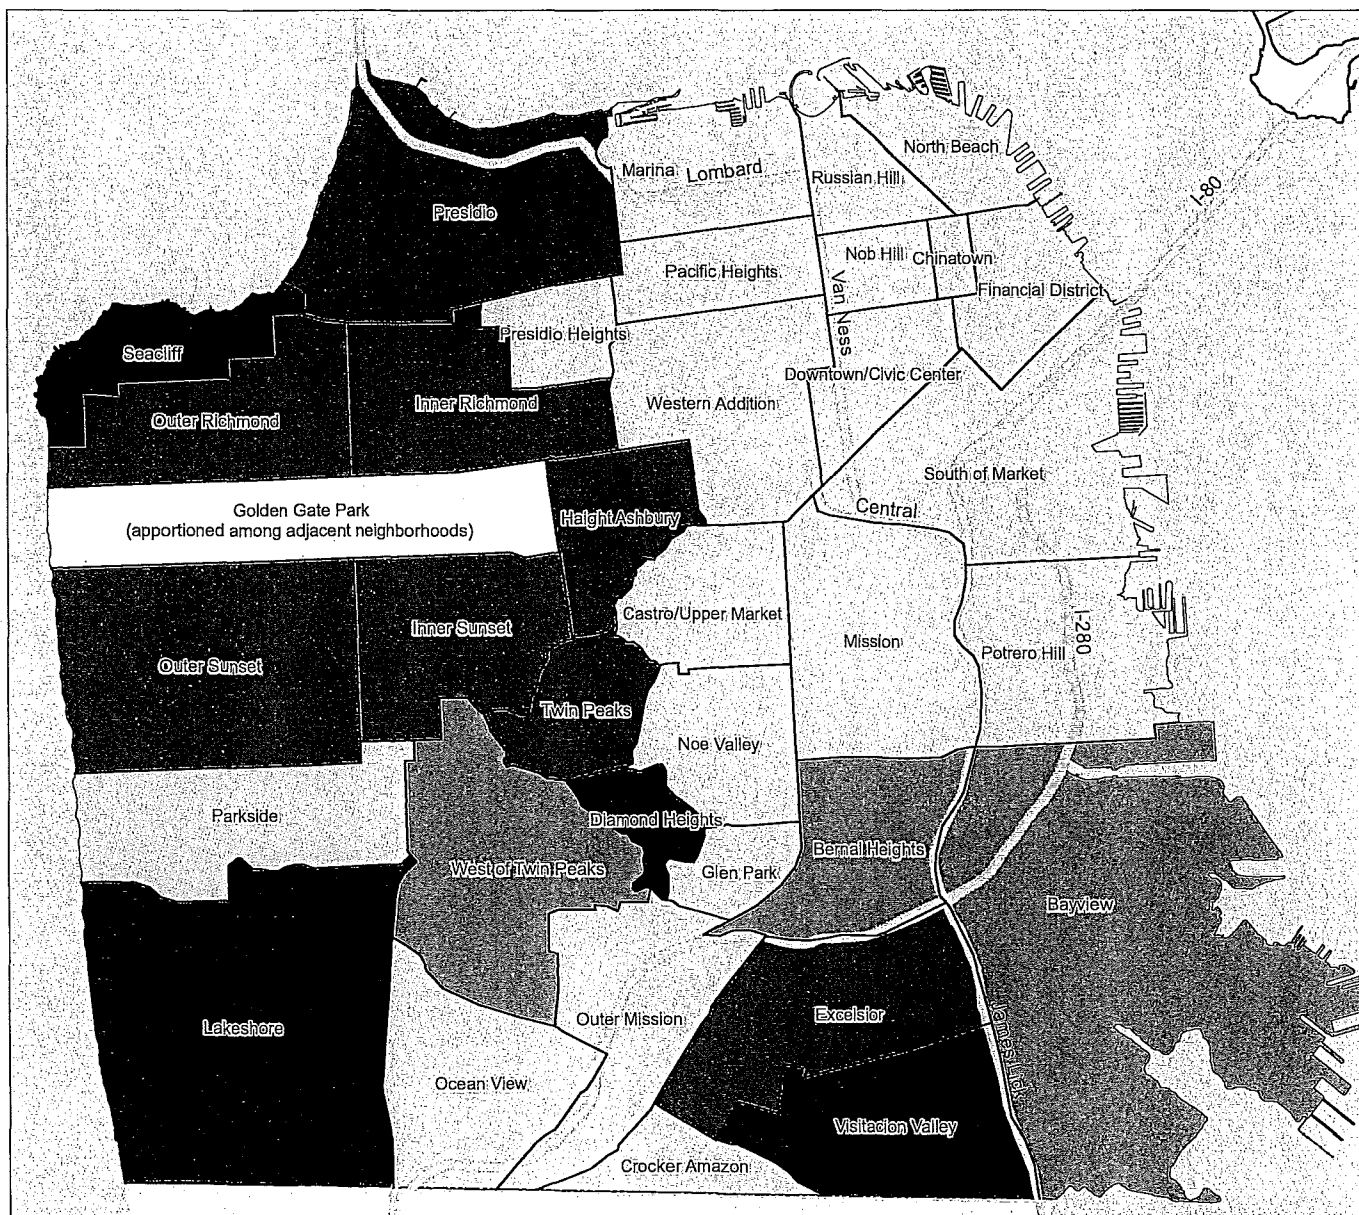 North Beach
Marina
Lombard
Russian Hill
I-80
Presidio
Pacific Heights
Nob Hill
Chinatown
Van Ness
Financial District
Presidio Heights
Seacliff
Downtown/Civic Center
Outer Richmond
Inner Richmond
Western Addition
South of Market
Golden Gate Park
(apportioned among adjacent neighborhoods)
Haight Ashbury
Central
Castro/Upper Market
Inner Sunset
Mission
I-280
Outer Sunset
Potrero Hill
Twin Peaks
Noe Valley
Parkside
Diamond Heights
West of Twin Peaks
Glen Park
Bernal Heights
Bayview
Lakeshore
Outer Mission
Excelsior
James Lick
Ocean View
Visitacion Valley
Crocker Amazon